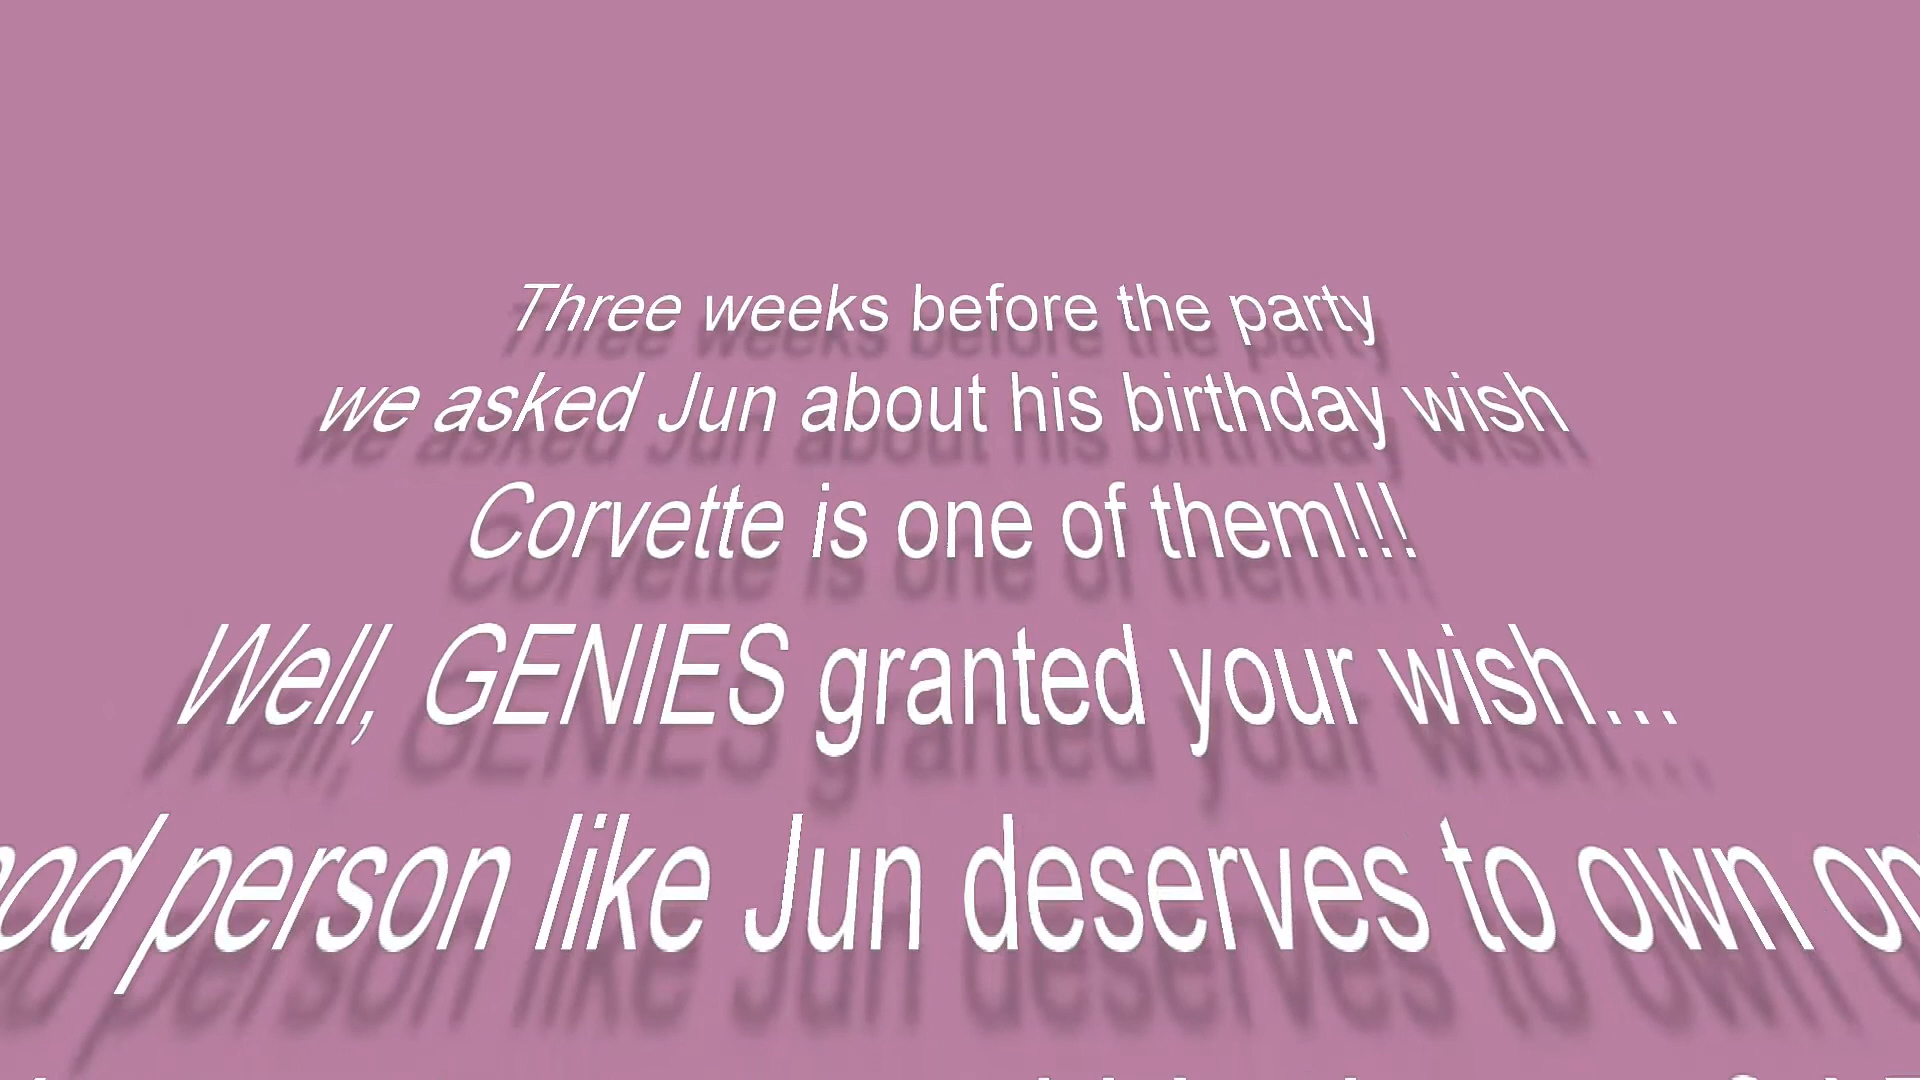 Three weeks before the party
we asked Jun about his birthday wish
Corvette is one of them!!!
Well, GENIES granted your wish...
person like Jun deserves to own